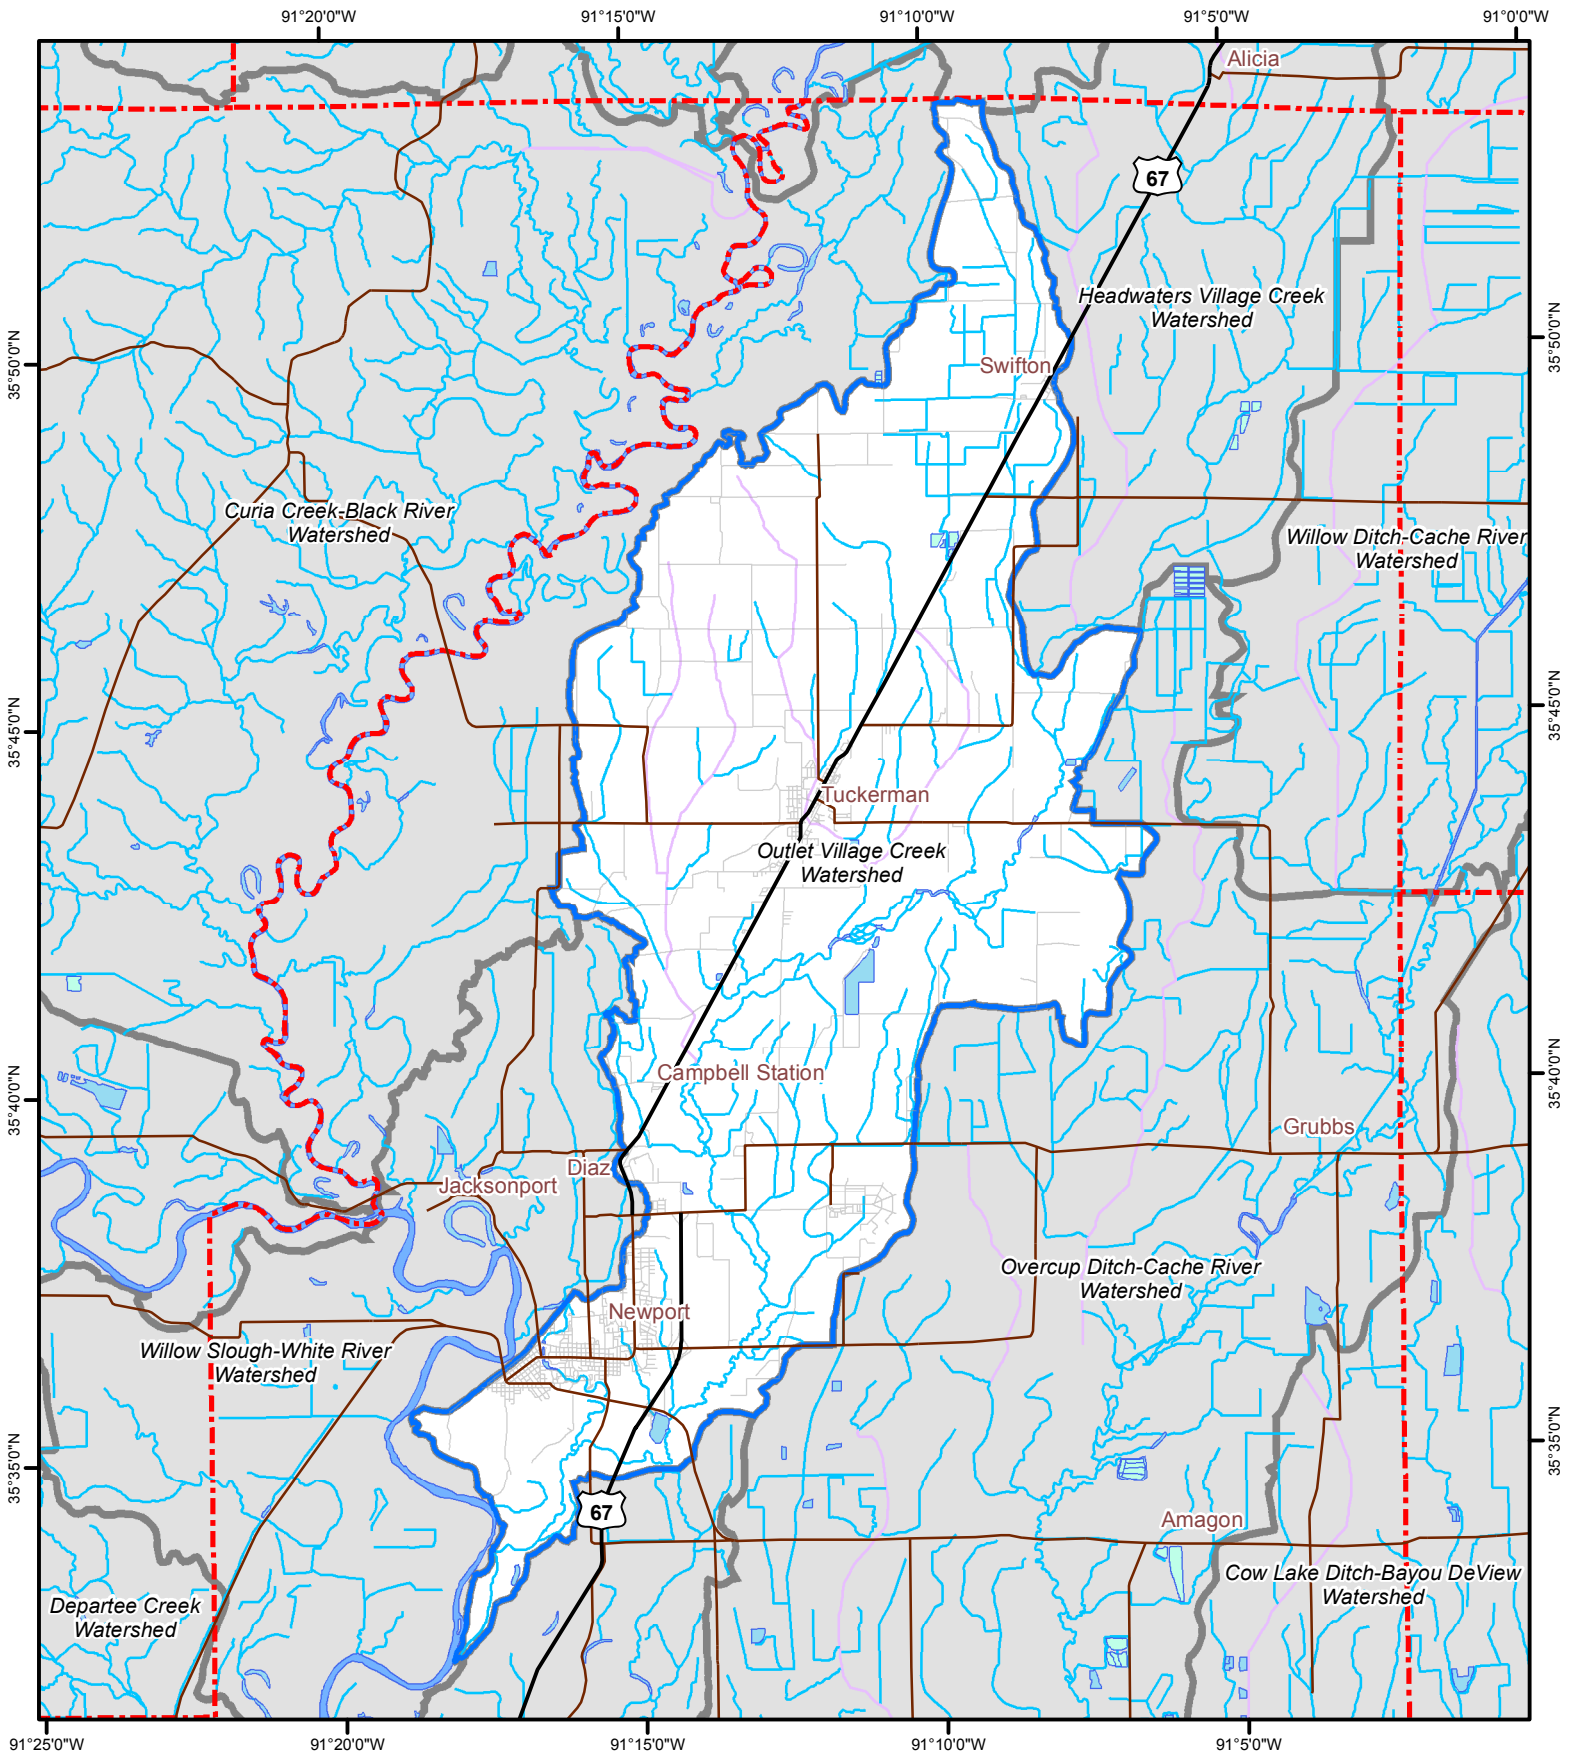 91°20'0"W
91°15'0"W
91°10'0"W
91°5'0"W
91°0'0"W
Alicia
67
Headwaters Village Creek
Watershed
35°50'0"N
35°50'0"N
Swifton
Curia Creek-Black River
Watershed
Willow Ditch-Cache River
Watershed
35°45'0"N
35°45'0"N
Tuckerman
Outlet Village Creek
Watershed
35°40'0"N
35°40'0"N
Campbell Station
Grubbs
Diaz
Jacksonport
Overcup Ditch-Cache River
Watershed
Newport
Willow Slough-White River
Watershed
35°35'0"N
35°35'0"N
67
Amagon
Cow Lake Ditch-Bayou DeView
Watershed
Departee Creek
Watershed
91°25'0"W
91°20'0"W
91°15'0"W
91°10'0"W
91°5'0"W